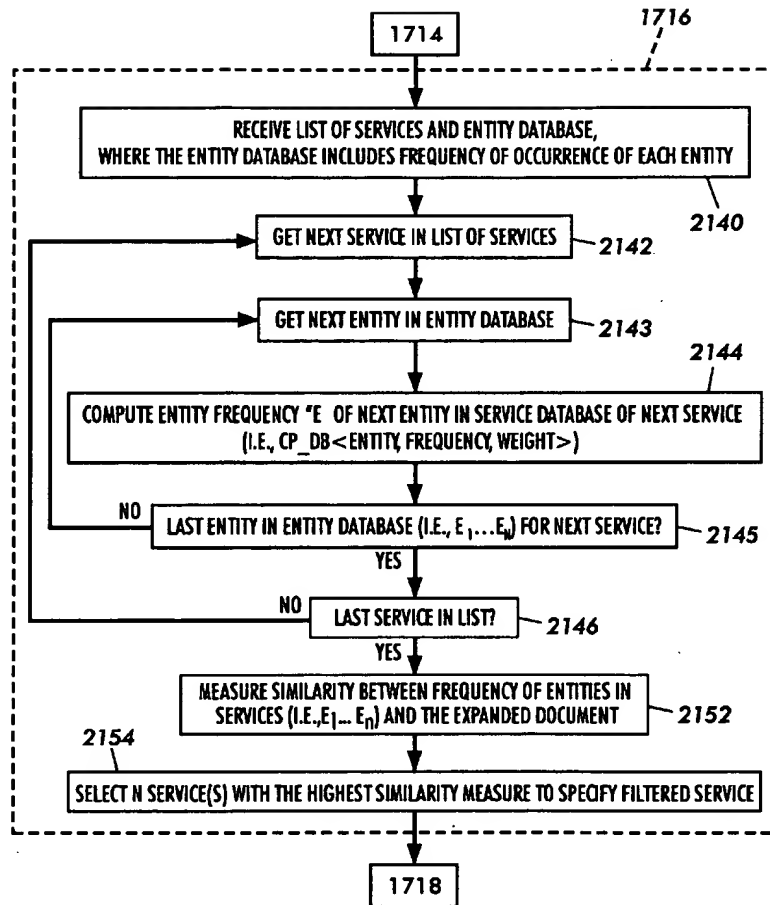 1714
1716
RECEIVE LIST OF SERVICES AND ENTITY DATABASE,
WHERE THE ENTITY DATABASE INCLUDES FREQUENCY OF OCCURRENCE OF EACH ENTITY
2140
GET NEXT SERVICE IN LIST OF SERVICES
2142
GET NEXT ENTITY IN ENTITY DATABASE
2143
2144
COMPUTE ENTITY FREQUENCY "E OF NEXT ENTITY IN SERVICE DATABASE OF NEXT SERVICE
(I.E., CP_DB<ENTITY, FREQUENCY, WEIGHT>)
NO
LAST ENTITY IN ENTITY DATABASE (I.E., E1...EN) FOR NEXT SERVICE?
2145
YES
NO
LAST SERVICE IN LIST?
2146
YES
MEASURE SIMILARITY BETWEEN FREQUENCY OF ENTITIES IN
SERVICES (I.E.,E1... En) AND THE EXPANDED DOCUMENT
2152
2154
SELECT N SERVICE(S) WITH THE HIGHEST SIMILARITY MEASURE TO SPECIFY FILTERED SERVICE
1718